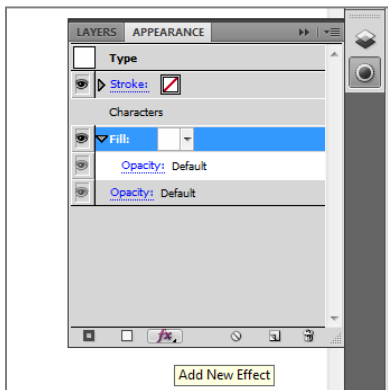 LAYERS APPEARANCE
Type
Stroke:
Characters
Fill:
Opacity: Default
Opacity: Default
fx
Add New Effect